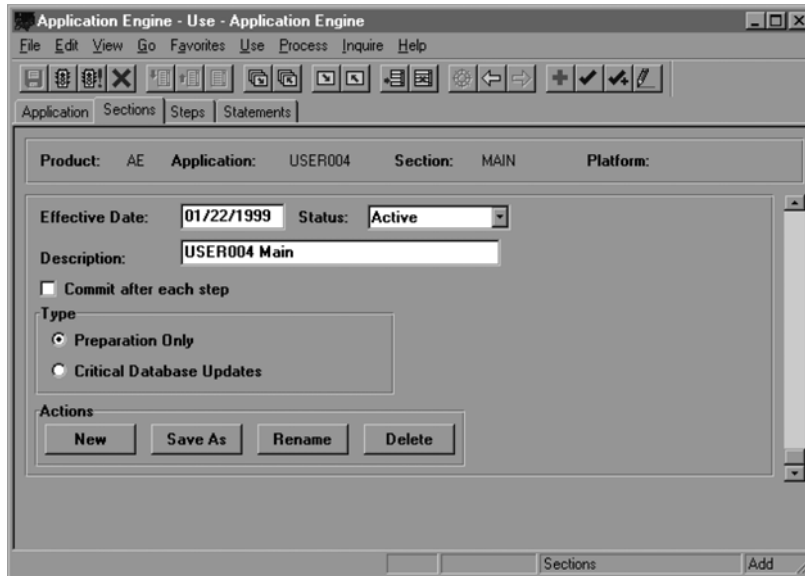 Application Engine - Use - Application Engine
File Edit View Go Favorites Use Process Inquire Help
Application Sections Steps Statements
Product: AE Application: USER004 Section: MAIN Platform:
Effective Date: 01/22/1999 Status: Active
Description: USER004 Main
Commit after each step
Type
Preparation Only
Critical Database Updates
Actions
New Save As Rename Delete
Sections Add